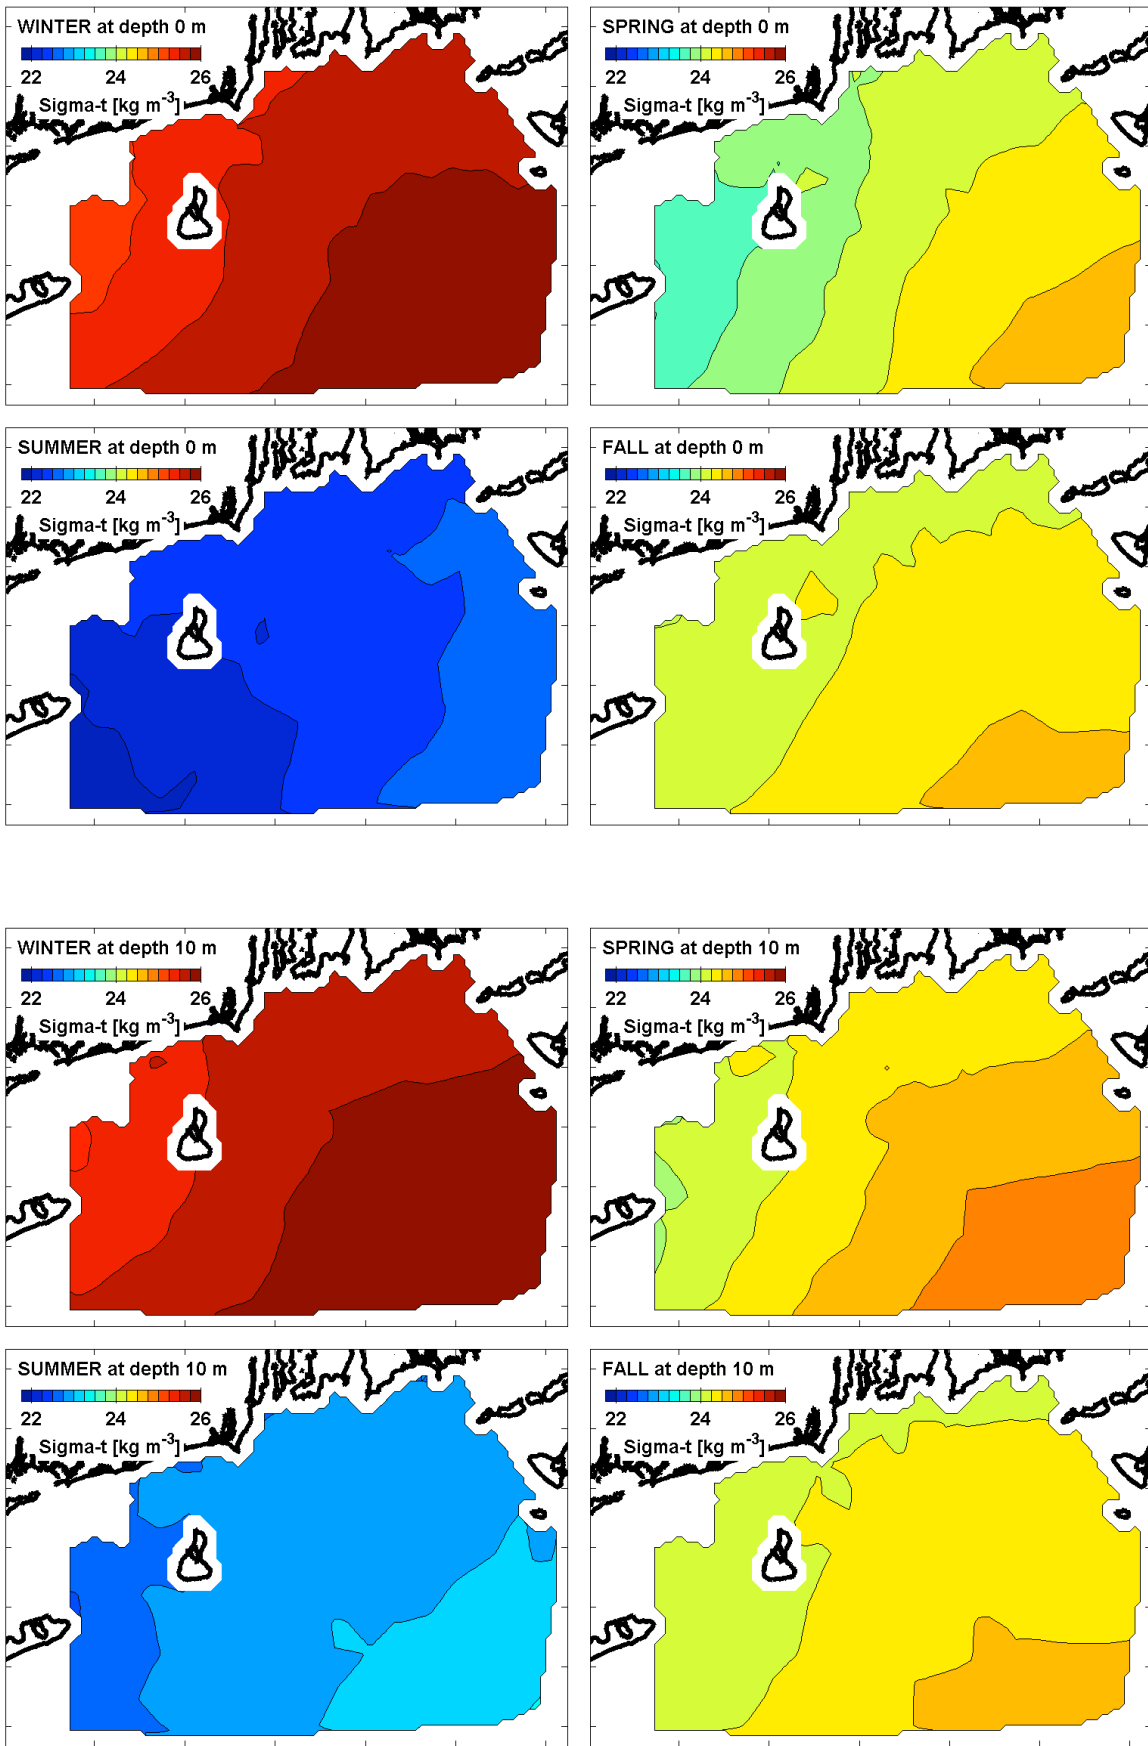 WINTER at depth 0 m
22 24 26
Sigma-t [kg m⁻³]
SPRING at depth 0 m
22 24 26
Sigma-t [kg m⁻³]
SUMMER at depth 0 m
22 24 26
Sigma-t [kg m⁻³]
FALL at depth 0 m
22 24 26
Sigma-t [kg m⁻³]
WINTER at depth 10 m
22 24 26
Sigma-t [kg m⁻³]
SPRING at depth 10 m
22 24 26
Sigma-t [kg m⁻³]
SUMMER at depth 10 m
22 24 26
Sigma-t [kg m⁻³]
FALL at depth 10 m
22 24 26
Sigma-t [kg m⁻³]